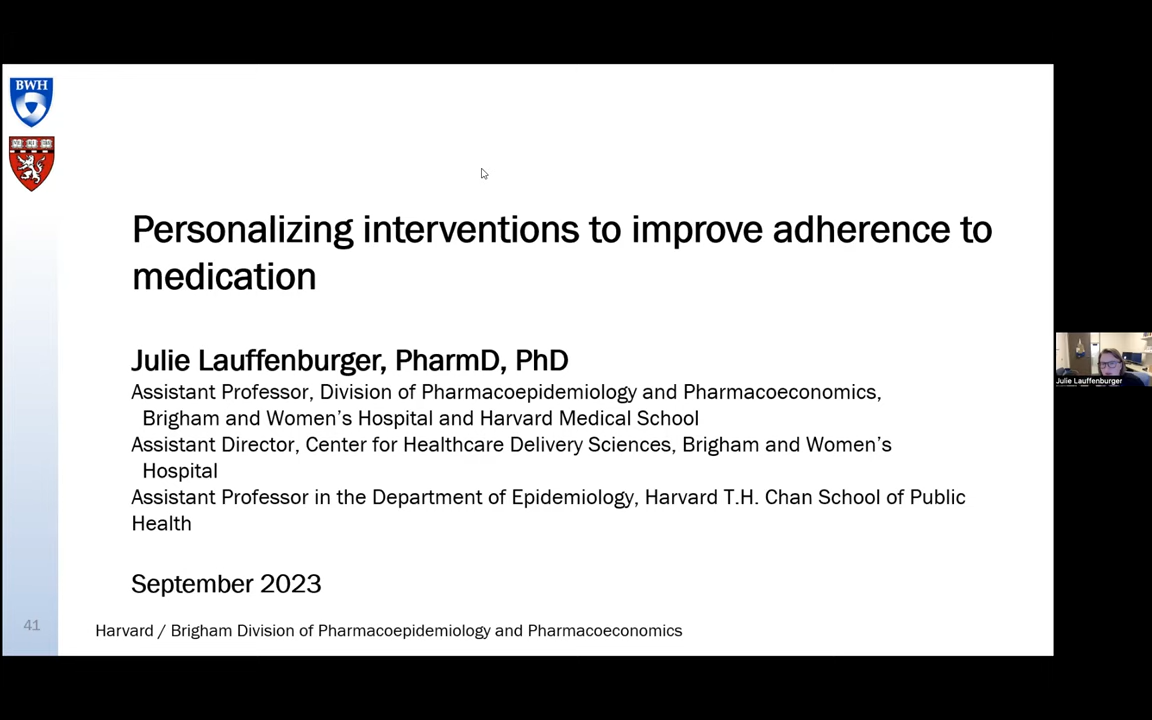 BWH
Personalizing interventions to improve adherence to
medication
Julie Lauffenburger, PharmD, PhD
Assistant Professor, Division of Pharmacoepidemiology and Pharmacoeconomics,
Brigham and Women’s Hospital and Harvard Medical School
Assistant Director, Center for Healthcare Delivery Sciences, Brigham and Women’s
Hospital
Assistant Professor in the Department of Epidemiology, Harvard T.H. Chan School of Public
Health
September 2023
41
Harvard / Brigham Division of Pharmacoepidemiology and Pharmacoeconomics
Julie Lauffenburger